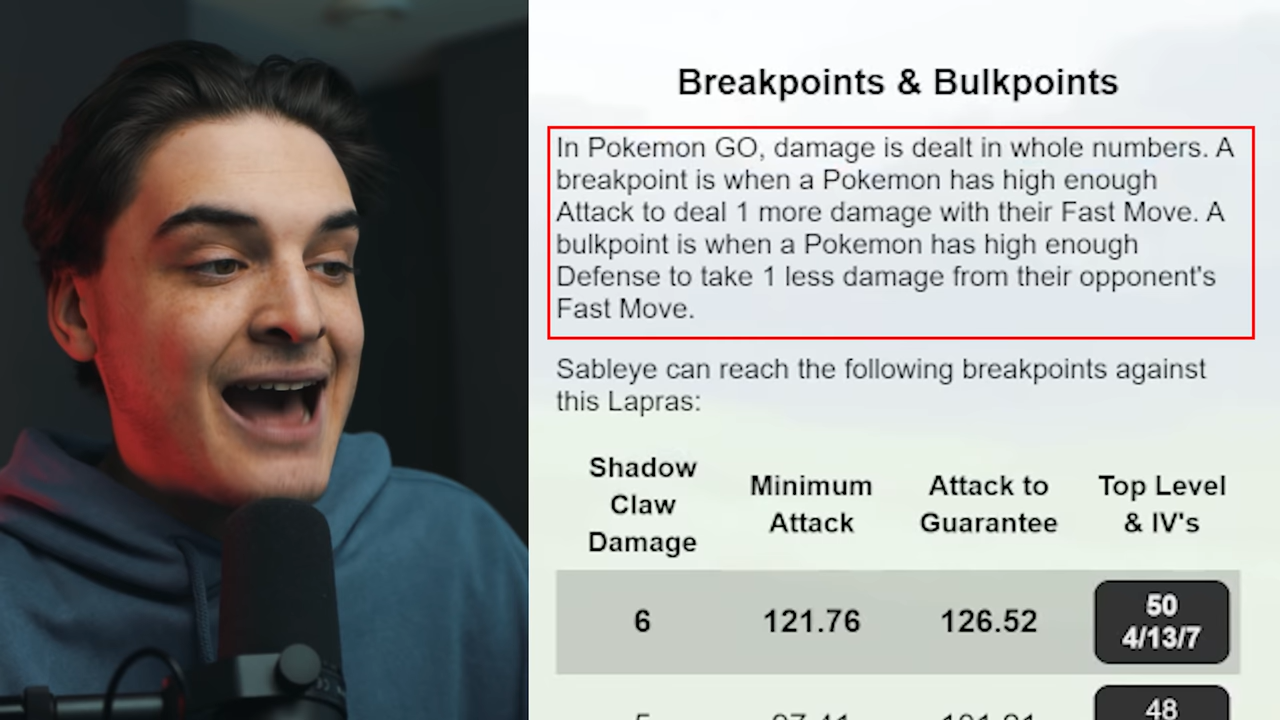 Breakpoints & Bulkpoints
In Pokemon GO, damage is dealt in whole numbers. A
breakpoint is when a Pokemon has high enough
Attack to deal 1 more damage with their Fast Move. A
bulkpoint is when a Pokemon has high enough
Defense to take 1 less damage from their opponent's
Fast Move.
Sableye can reach the following breakpoints against
this Lapras:
Shadow
Claw
Damage
Minimum
Attack
Attack to
Guarantee
Top Level
& IV's
6 121.76 126.52 50
4/13/7
48